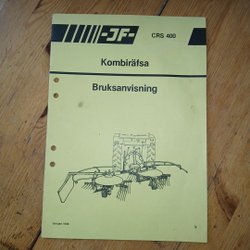 -JF- CRS 400
Kombiräfsa
Bruksanvisning